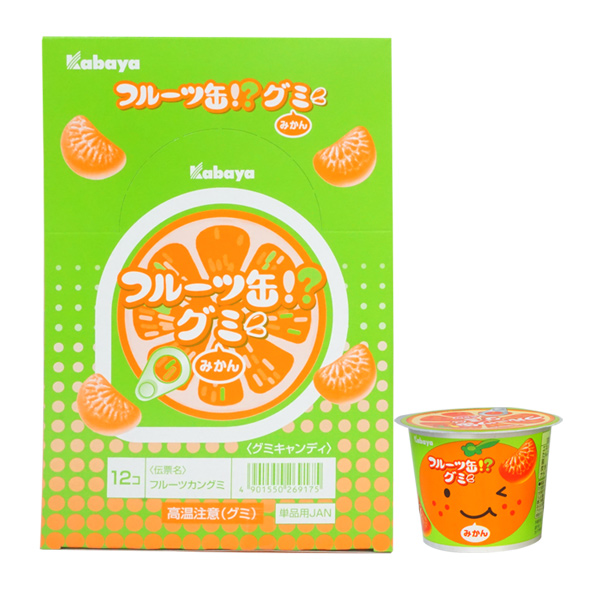 Kabaya
フルーツ缶!?グミ
みかん
Kabaya
フルーツ缶!?
グミ
みかん
〈グミキャンディ〉
12コ
〈伝票名〉
フルーツカングミ
4 901550 269175
高温注意(グミ)
単品用JAN
Kabaya
フルーツ缶!?
グミ
みかん